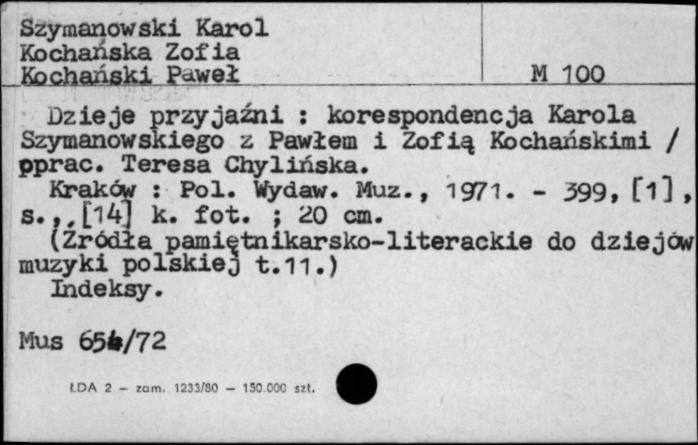 Szymanowski Karol
Kochańska Zofia
Kochański Paweł M 100
Dzieje przyjaźni : korespondencja Karola
Szymanowskiego z Pawłem i Zofią Kochańskimi /
pprac. Teresa Chylińska.
Kraków : Pol. Wydaw. Muz., 1971. - 399, [1],
s., [14] k. fot. ; 20 cm.
(Źródła pamiętnikarsko-literackie do dziejów
muzyki polskiej t.11.)
Indeksy.
Mus 654/72
ŁDA 2 — zam. 1233/80 — 150.000 szt.